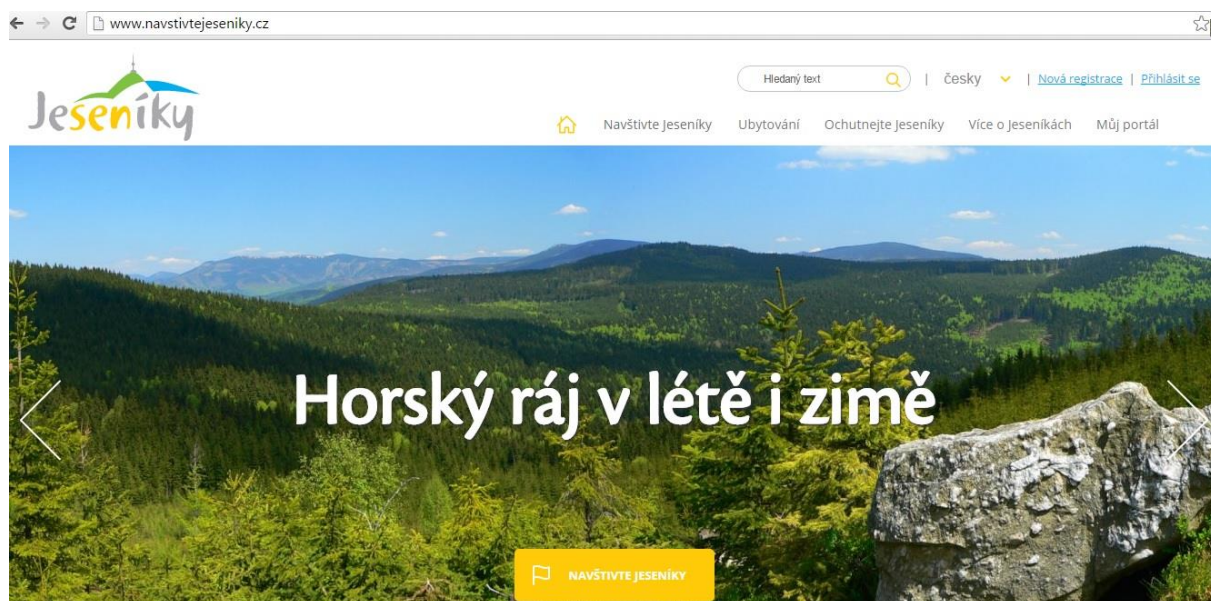 www.navstivtejeseniky.cz
Jeseníky
Hledaný text | česky | Nová registrace | Přihlásit se
Navštivte Jeseníky Ubytování Ochutnejte Jeseníky Více o Jeseníkách Můj portál
Horský ráj v létě i zimě
NAVŠTIVTE JESENÍKY